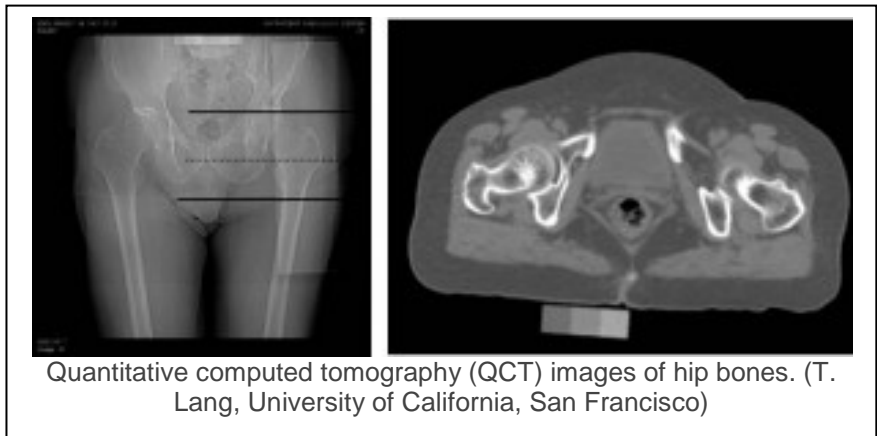 Quantitative computed tomography (QCT) images of hip bones. (T.
Lang, University of California, San Francisco)